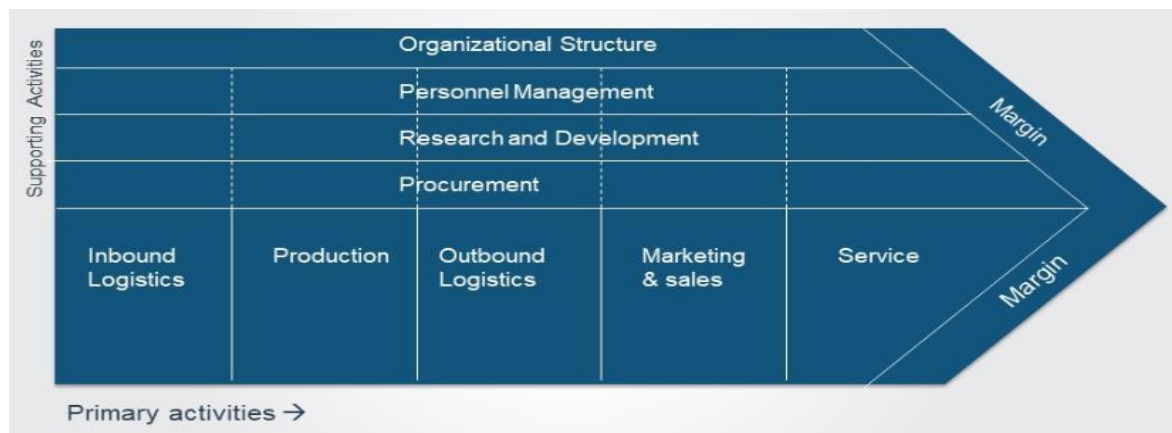 Supporting Activities
Organizational Structure
Personnel Management
Research and Development
Procurement
Margin
Inbound
Logistics
Production
Outbound
Logistics
Marketing
& sales
Service
Margin
Primary activities →